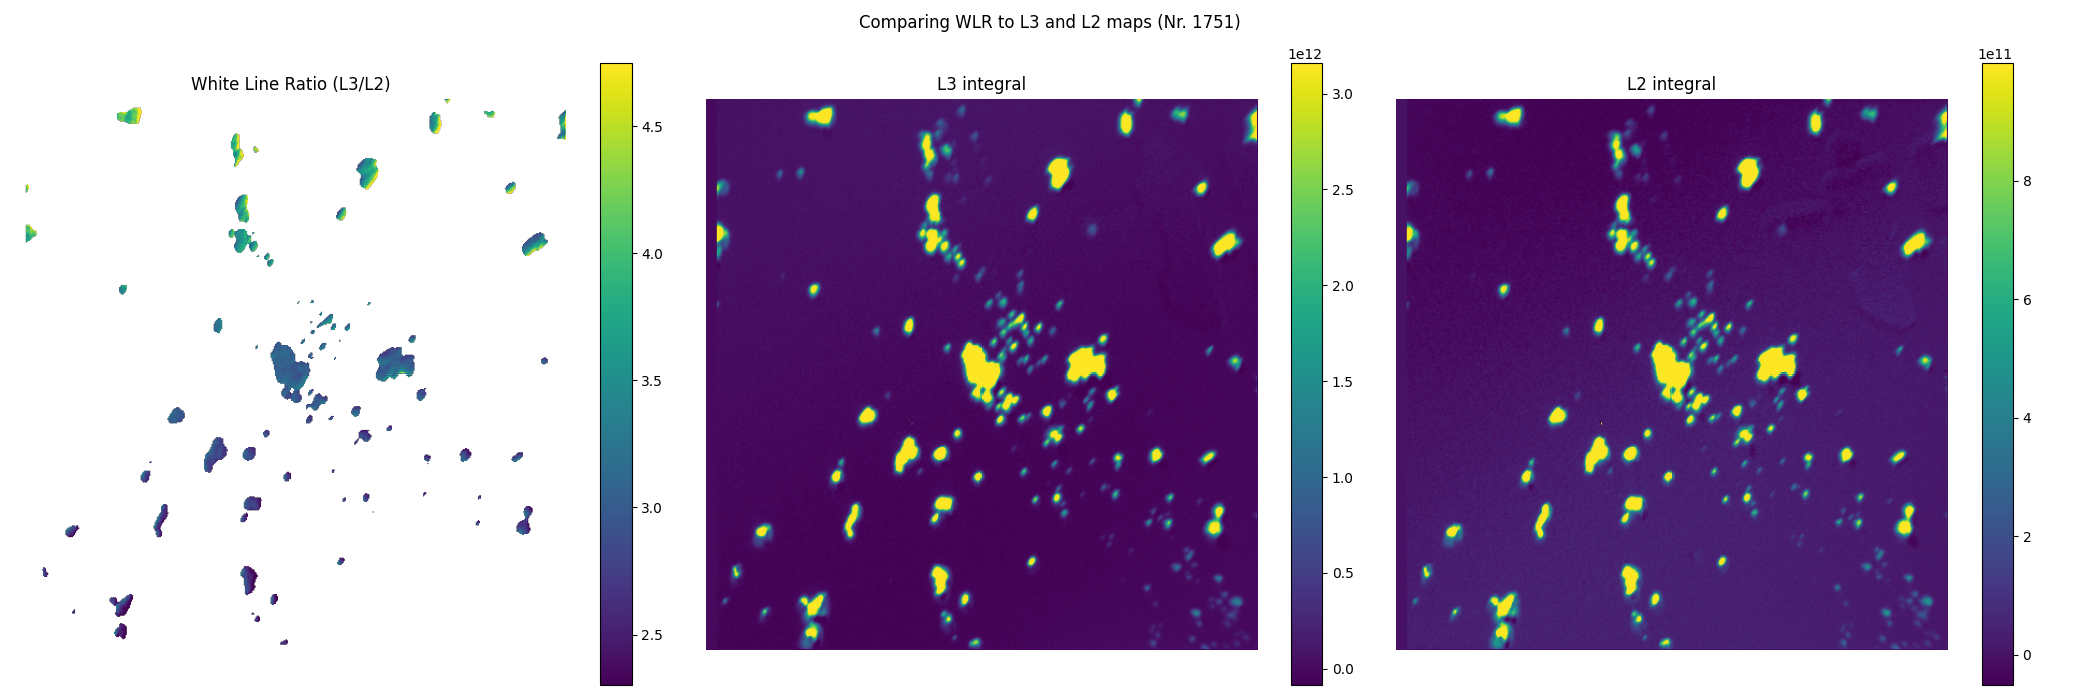 Comparing WLR to L3 and L2 maps (Nr. 1751)
White Line Ratio (L3/L2)
4.5
4.0
3.5
3.0
2.5
L3 integral
1e12
3.0
2.5
2.0
1.5
1.0
0.5
0.0
L2 integral
1e11
8
6
4
2
0